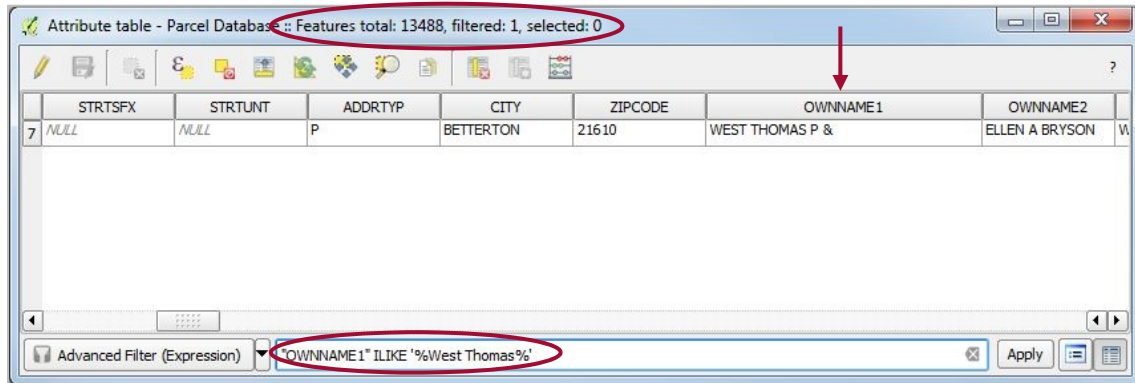 Attribute table - Parcel Database :: Features total: 13488, filtered: 1, selected: 0
?
STRTSFX STRTUNT ADDRTYP CITY ZIPCODE OWNNAME1 OWNNAME2
7 NULL NULL P BETTERTON 21610 WEST THOMAS P & ELLEN A BRYSON W
Advanced Filter (Expression) "OWNNAME1" ILIKE '%West Thomas%' Apply